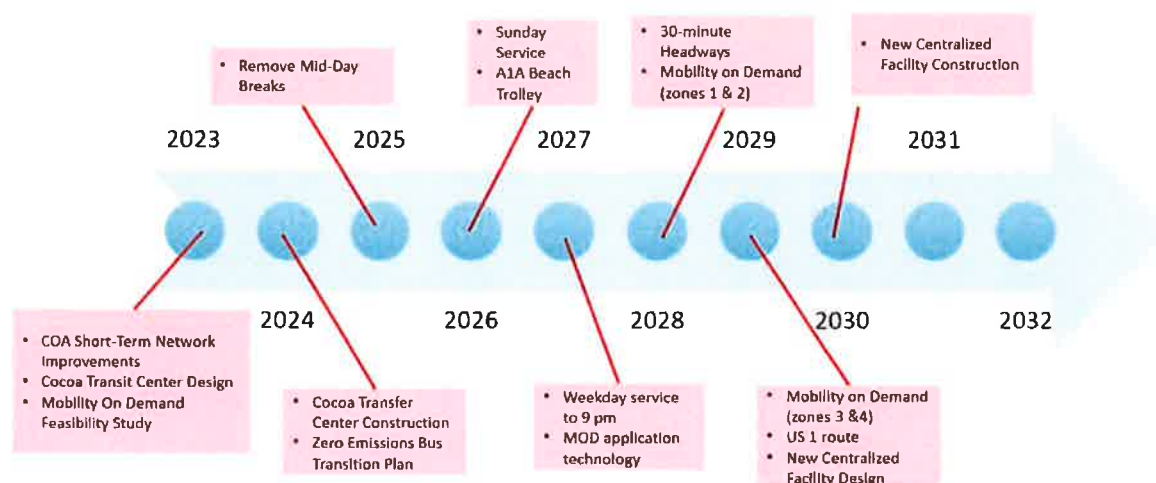 • Remove Mid-Day
Breaks
• Sunday
Service
• A1A Beach
Trolley
• 30-minute
Headways
• Mobility on Demand
(zones 1 & 2)
• New Centralized
Facility Construction
2023
2025
2027
2029
2031
2024
2026
2028
2030
2032
• COA Short-Term Network
Improvements
• Cocoa Transit Center Design
• Mobility On Demand
Feasibility Study
• Cocoa Transfer
Center Construction
• Zero Emissions Bus
Transition Plan
• Weekday service
to 9 pm
• MOD application
technology
• Mobility on Demand
(zones 3 &4)
• US 1 route
• New Centralized
Facility Design